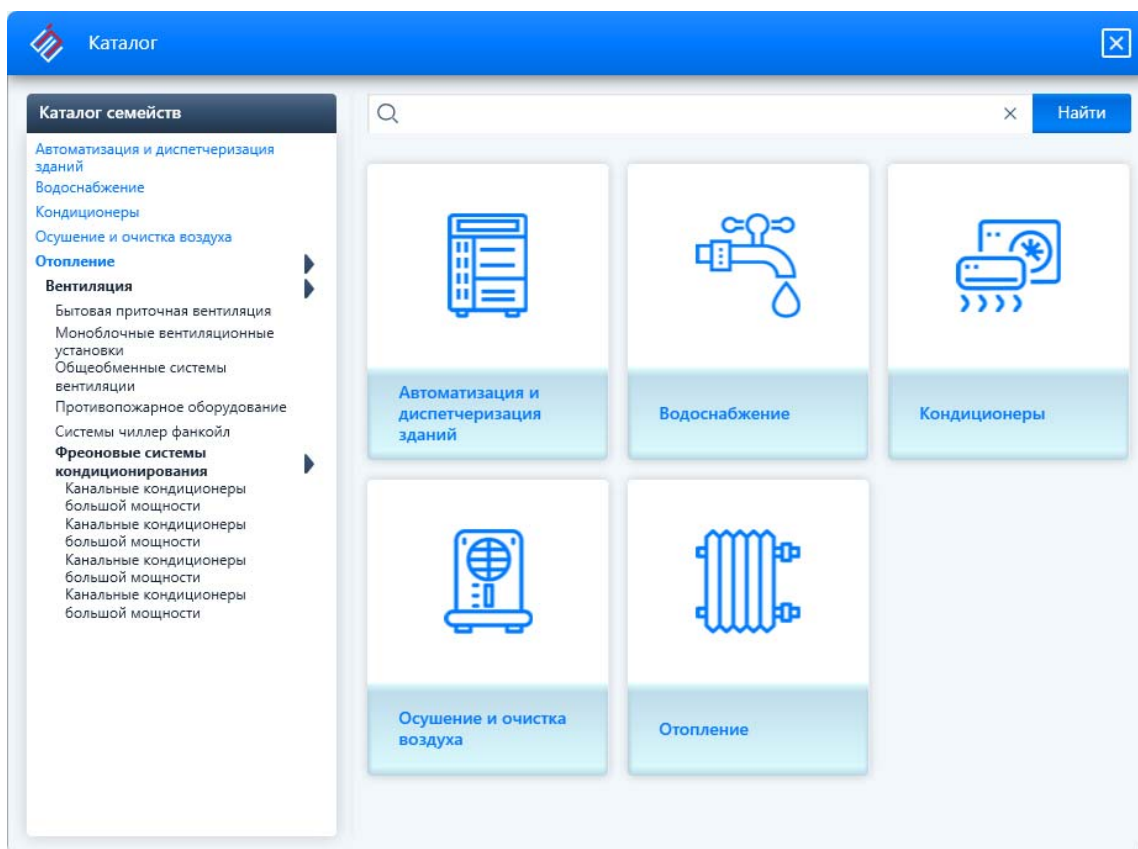 Каталог
Каталог семейств
Автоматизация и диспетчеризация
зданий
Водоснабжение
Кондиционеры
Осушение и очистка воздуха
Отопление
Вентиляция
Бытовая приточная вентиляция
Моноблочные вентиляционные
установки
Общеобменные системы
вентиляции
Противопожарное оборудование
Системы чиллер фанкойл
Фреоновые системы
кондиционирования
Канальные кондиционеры
большой мощности
Канальные кондиционеры
большой мощности
Канальные кондиционеры
большой мощности
Канальные кондиционеры
большой мощности
Найти
Автоматизация и
диспетчеризация
зданий
Водоснабжение
Кондиционеры
Осушение и очистка
воздуха
Отопление